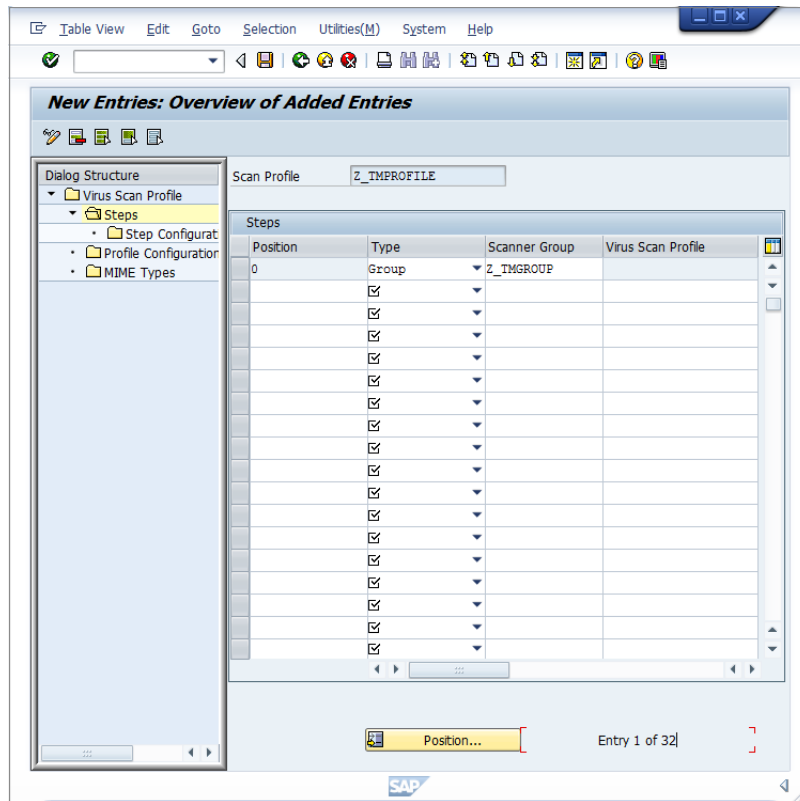 Table View Edit Goto Selection Utilities(M) System Help
New Entries: Overview of Added Entries
Dialog Structure
Virus Scan Profile
Steps
Step Configurat
Profile Configuration
MIME Types
Scan Profile Z_TMPROFILE
Steps
Position Type Scanner Group Virus Scan Profile
0 Group Z_TMGROUP
Position... Entry 1 of 32
SAP